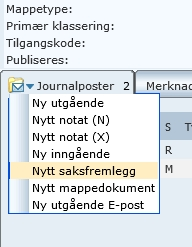 Mappetype:
Primær klassering:
Tilgangskode:
Publiseres:
Journalposter 2 Merknad
Ny utgående
Nytt notat (N)
Nytt notat (X)
Ny inngående
Nytt saksfremlegg
Nytt mappedokument
Ny utgående E-post
S
R
M